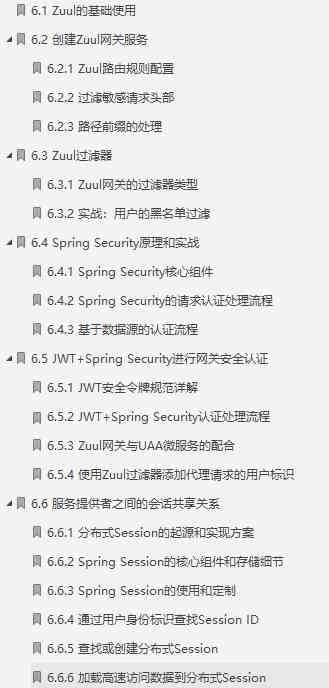 6.1 Zuul的基础使用
6.2 创建Zuul网关服务
6.2.1 Zuul路由规则配置
6.2.2 过滤敏感请求头部
6.2.3 路径前缀的处理
6.3 Zuul过滤器
6.3.1 Zuul网关的过滤器类型
6.3.2 实战：用户的黑名单过滤
6.4 Spring Security原理和实战
6.4.1 Spring Security核心组件
6.4.2 Spring Security的请求认证处理流程
6.4.3 基于数据源的认证流程
6.5 JWT+Spring Security进行网关安全认证
6.5.1 JWT安全令牌规范详解
6.5.2 JWT+Spring Security认证处理流程
6.5.3 Zuul网关与UAA微服务的配合
6.5.4 使用Zuul过滤器添加代理请求的用户标识
6.6 服务提供者之间的会话共享关系
6.6.1 分布式Session的起源和实现方案
6.6.2 Spring Session的核心组件和存储细节
6.6.3 Spring Session的使用和定制
6.6.4 通过用户身份标识查找Session ID
6.6.5 查找或创建分布式Session
6.6.6 加载高速访问数据到分布式Session